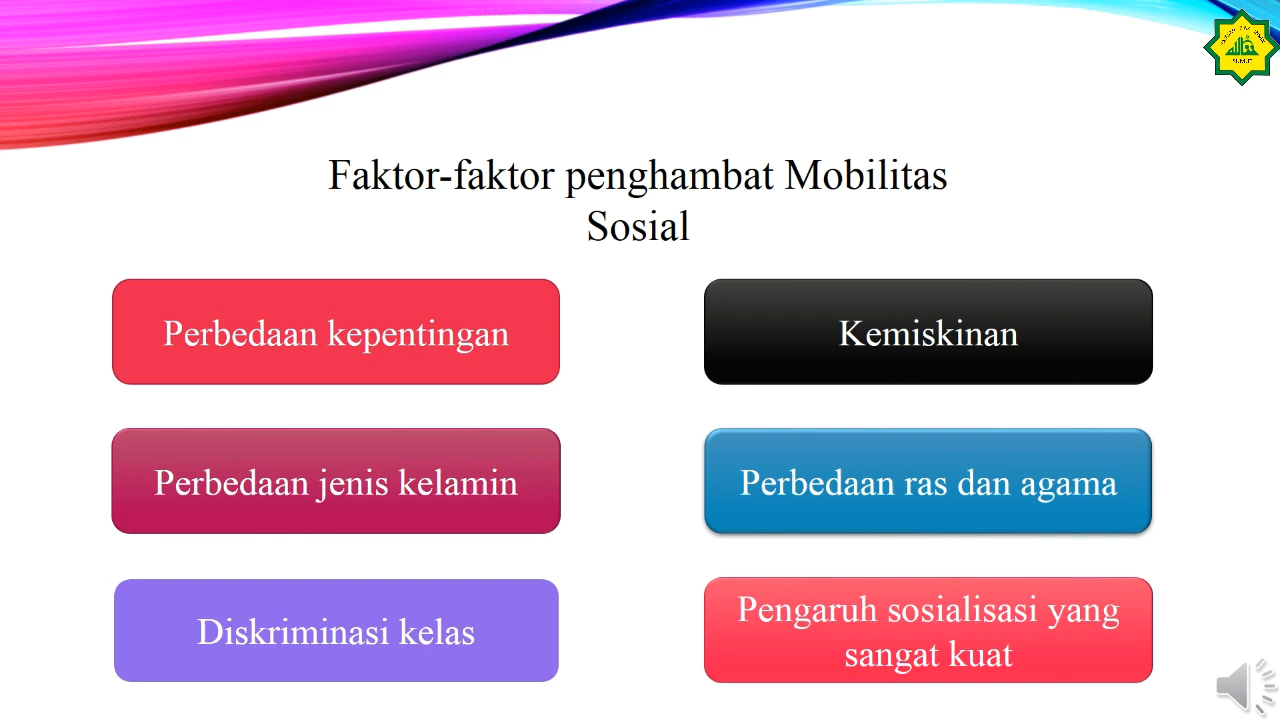 Faktor-faktor penghambat Mobilitas
Sosial
Perbedaan kepentingan
Kemiskinan
Perbedaan jenis kelamin
Perbedaan ras dan agama
Diskriminasi kelas
Pengaruh sosialisasi yang
sangat kuat